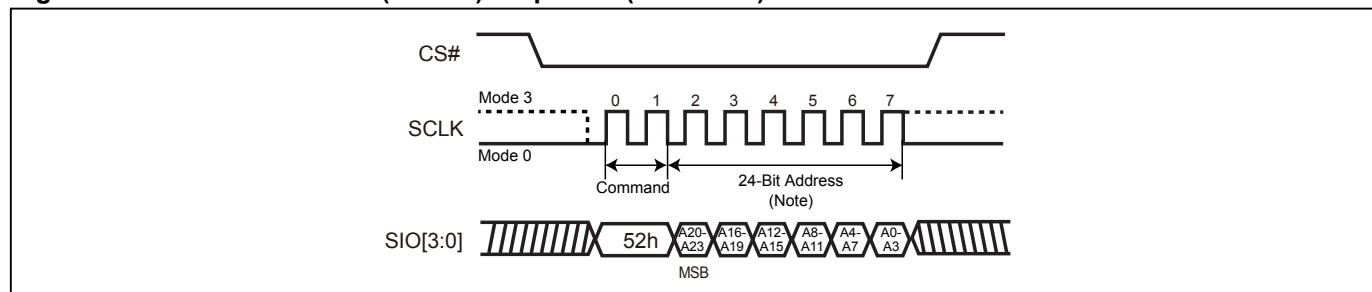 CS#
Mode 3
0 1 2 3 4 5 6 7
SCLK
Mode 0
Command
24-Bit Address
(Note)
SIO[3:0]
52h
A20-
A23
A16-
A19
A12-
A15
A8-
A11
A4-
A7
A0-
A3
MSB